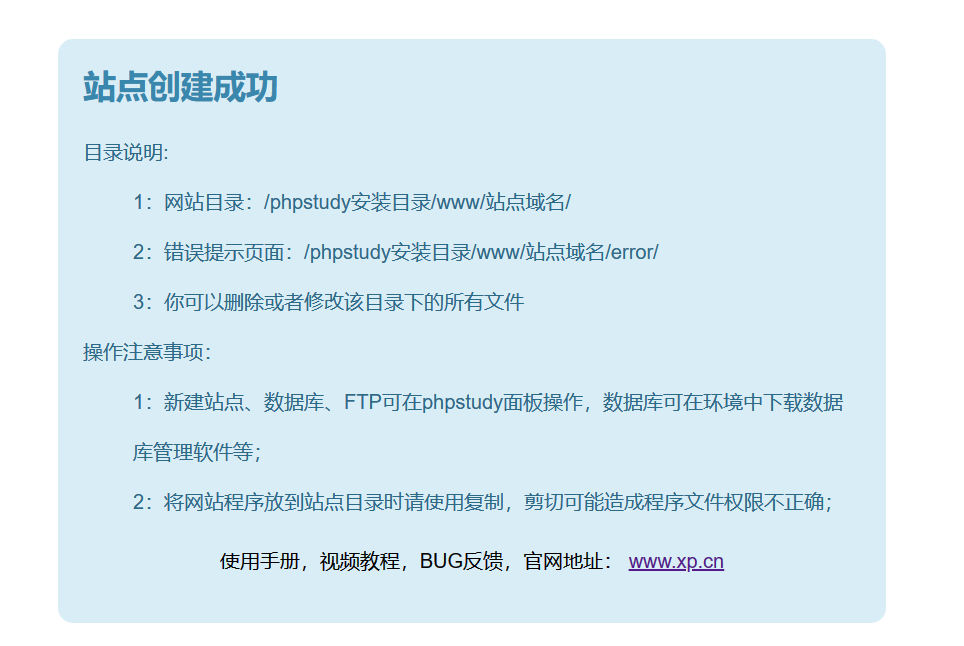 站点创建成功
目录说明:
1：网站目录：/phpstudy安装目录/www/站点域名/
2：错误提示页面：/phpstudy安装目录/www/站点域名/error/
3：你可以删除或者修改该目录下的所有文件
操作注意事项：
1：新建站点、数据库、FTP可在phpstudy面板操作，数据库可在环境中下载数据
库管理软件等；
2：将网站程序放到站点目录时请使用复制，剪切可能造成程序文件权限不正确；
使用手册，视频教程，BUG反馈，官网地址： www.xp.cn